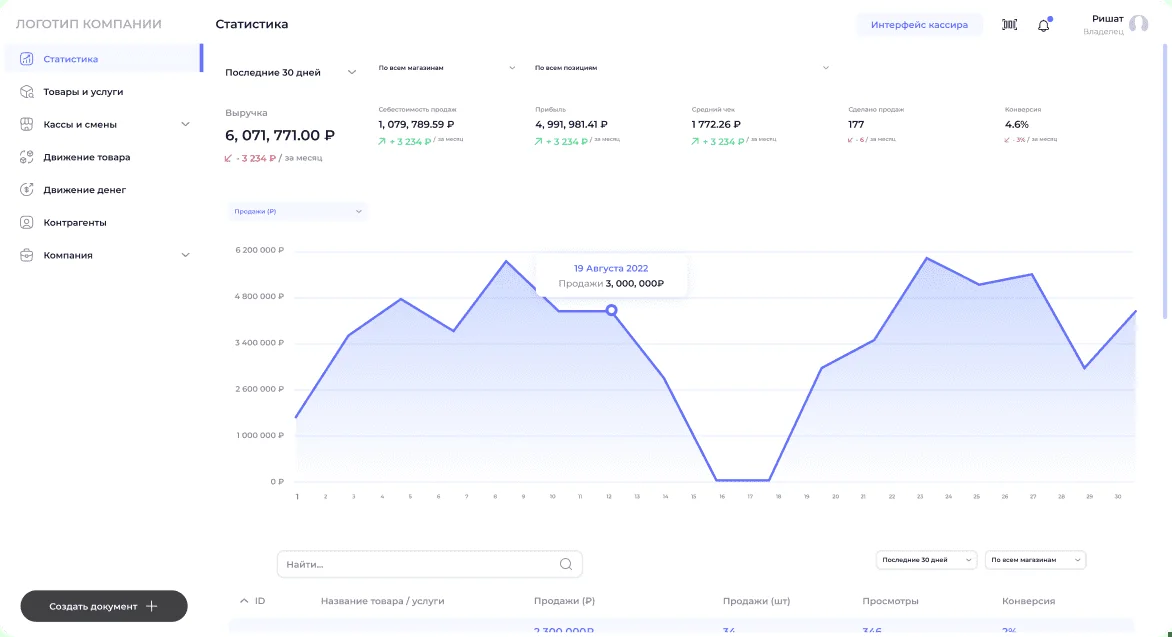 ЛОГОТИП КОМПАНИИ
Статистика
Интерфейс кассира
Ришат
Владелец
Статистика
Товары и услуги
Кассы и смены
Движение товара
Движение денег
Контрагенты
Компания
Создать документ
Последние 30 дней
По всем магазинам
По всем позициям
Выручка
6, 071, 771.00 ₽
- 3 234 ₽ / за месяц
Себестоимость продаж
1, 079, 789.59 ₽
+ 3 234 ₽ / за месяц
Прибыль
4, 991, 981.41 ₽
+ 3 234 ₽ / за месяц
Средний чек
1 772.26 ₽
+ 3 234 ₽ / за месяц
Сделано продаж
177
- 6 / за месяц
Конверсия
4.6%
- 3% / за месяц
Продажи (₽)
6 200 000 ₽
4 800 000 ₽
3 400 000 ₽
2 600 000 ₽
1 000 000 ₽
0 ₽
19 Августа 2022
Продажи 3, 000, 000₽
1 2 3 4 5 6 7 8 9 10 11 12 13 14 15 16 17 18 19 20 21 22 23 24 25 26 27 28 29 30
Найти...
Последние 30 дней
По всем магазинам
ID Название товара / услуги Продажи (₽) Продажи (шт) Просмотры Конверсия
2 300 000₽ 34 346 2%